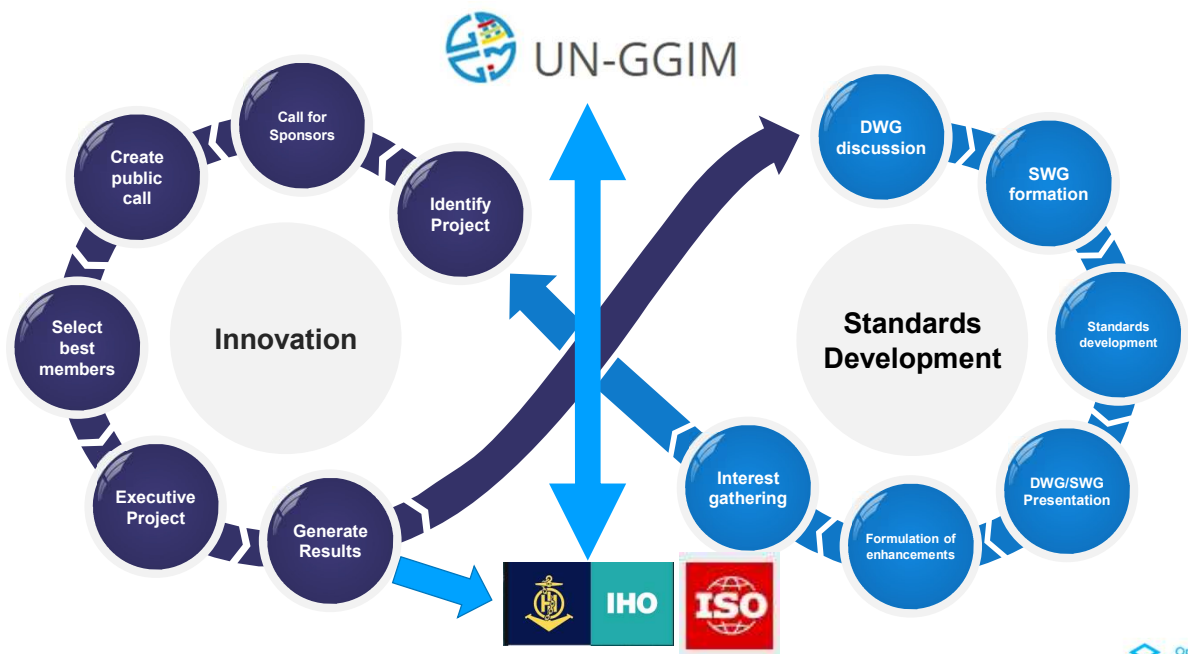 UN-GGIM
Call for
Sponsors
Create
public
call
Identify
Project
Innovation
Select
best
members
Executive
Project
Generate
Results
DWG
discussion
SWG
formation
Standards
Development
Standards
development
DWG/SWG
Presentation
Formulation of
enhancements
Interest
gathering
IHO
ISO